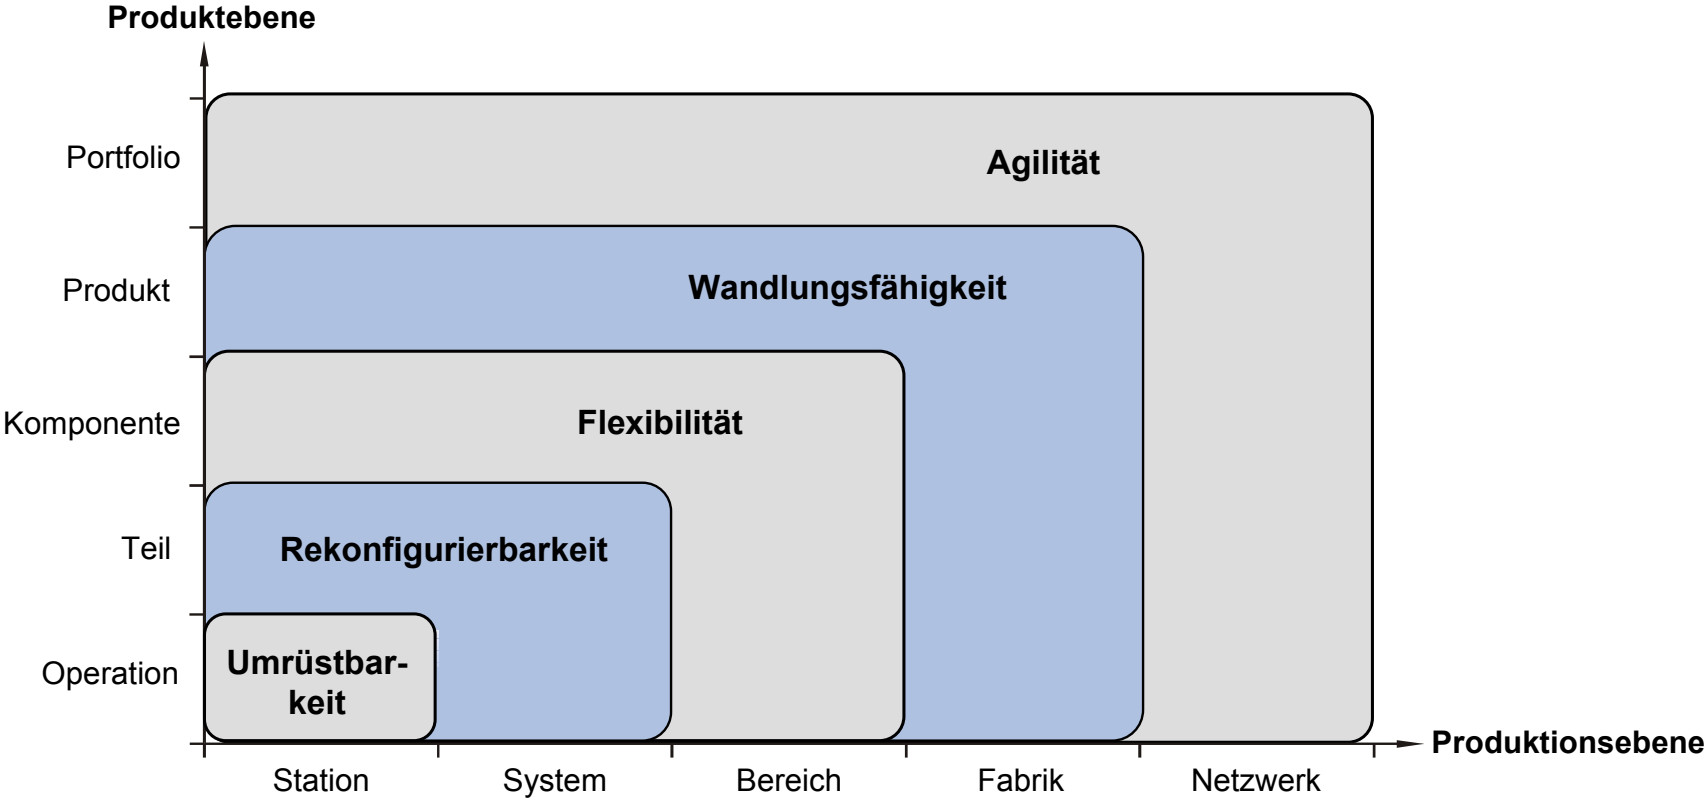 Produktebene
Portfolio
Agilität
Produkt
Wandlungsfähigkeit
Komponente
Flexibilität
Teil
Rekonfigurierbarkeit
Operation
Umrüstbar-
keit
Produktionsebene
Station
System
Bereich
Fabrik
Netzwerk